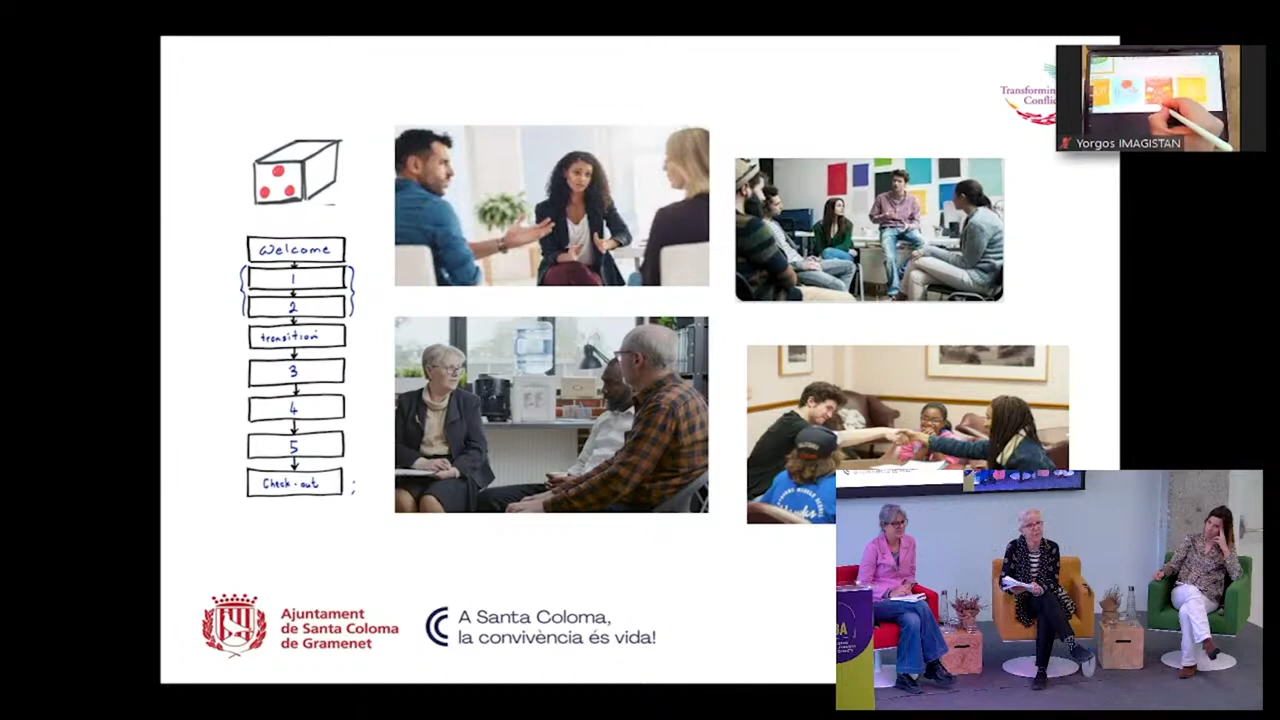 Transforming
Conflic
Yorgos IMAGISTAN
Welcome
1
2
transition
3
4
5
Check-out
Ajuntament
de Santa Coloma
de Gramenet
A Santa Coloma,
la convivència és vida!